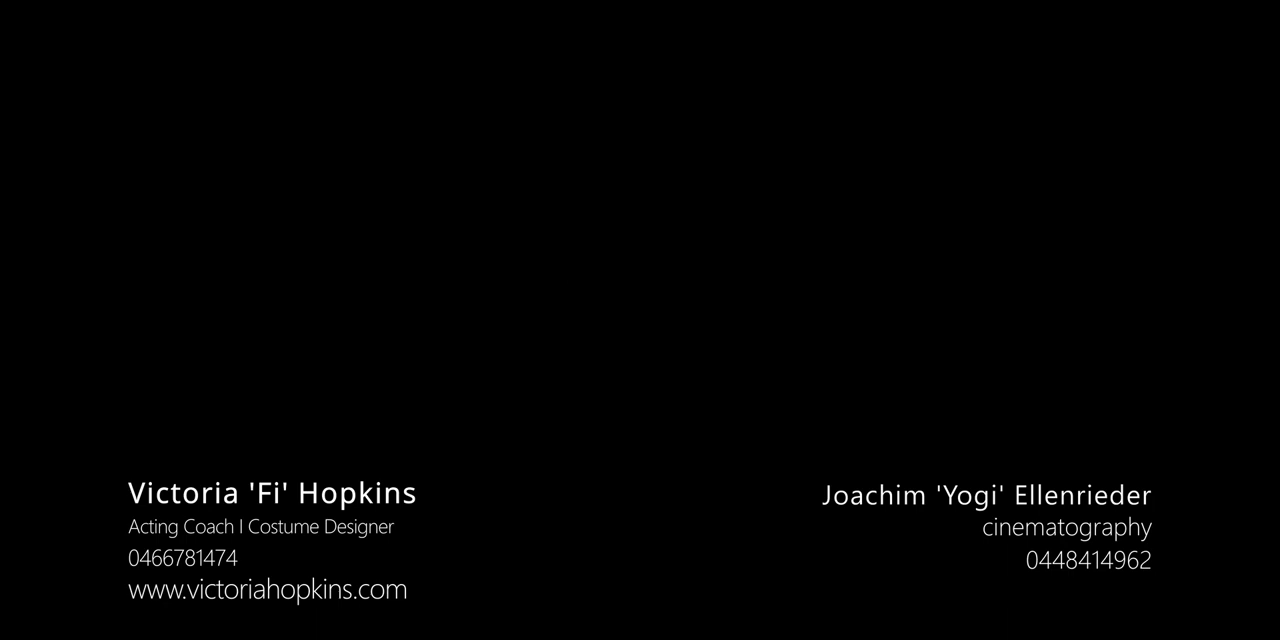 Victoria 'Fi' Hopkins
Acting Coach I Costume Designer
0466781474
www.victoriahopkins.com
Joachim 'Yogi' Ellenrieder
cinematography
0448414962